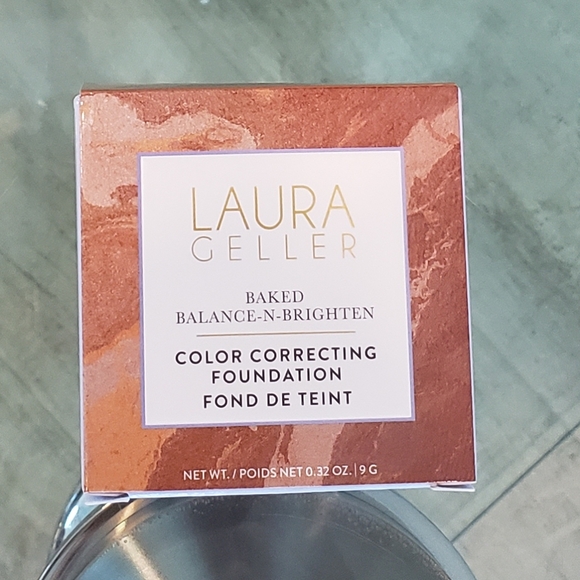 LAURA
GELLER
BAKED
BALANCE-N-BRIGHTEN
COLOR CORRECTING
FOUNDATION
FOND DE TEINT
NET WT. / POIDS NET 0.32 OZ. | 9 G